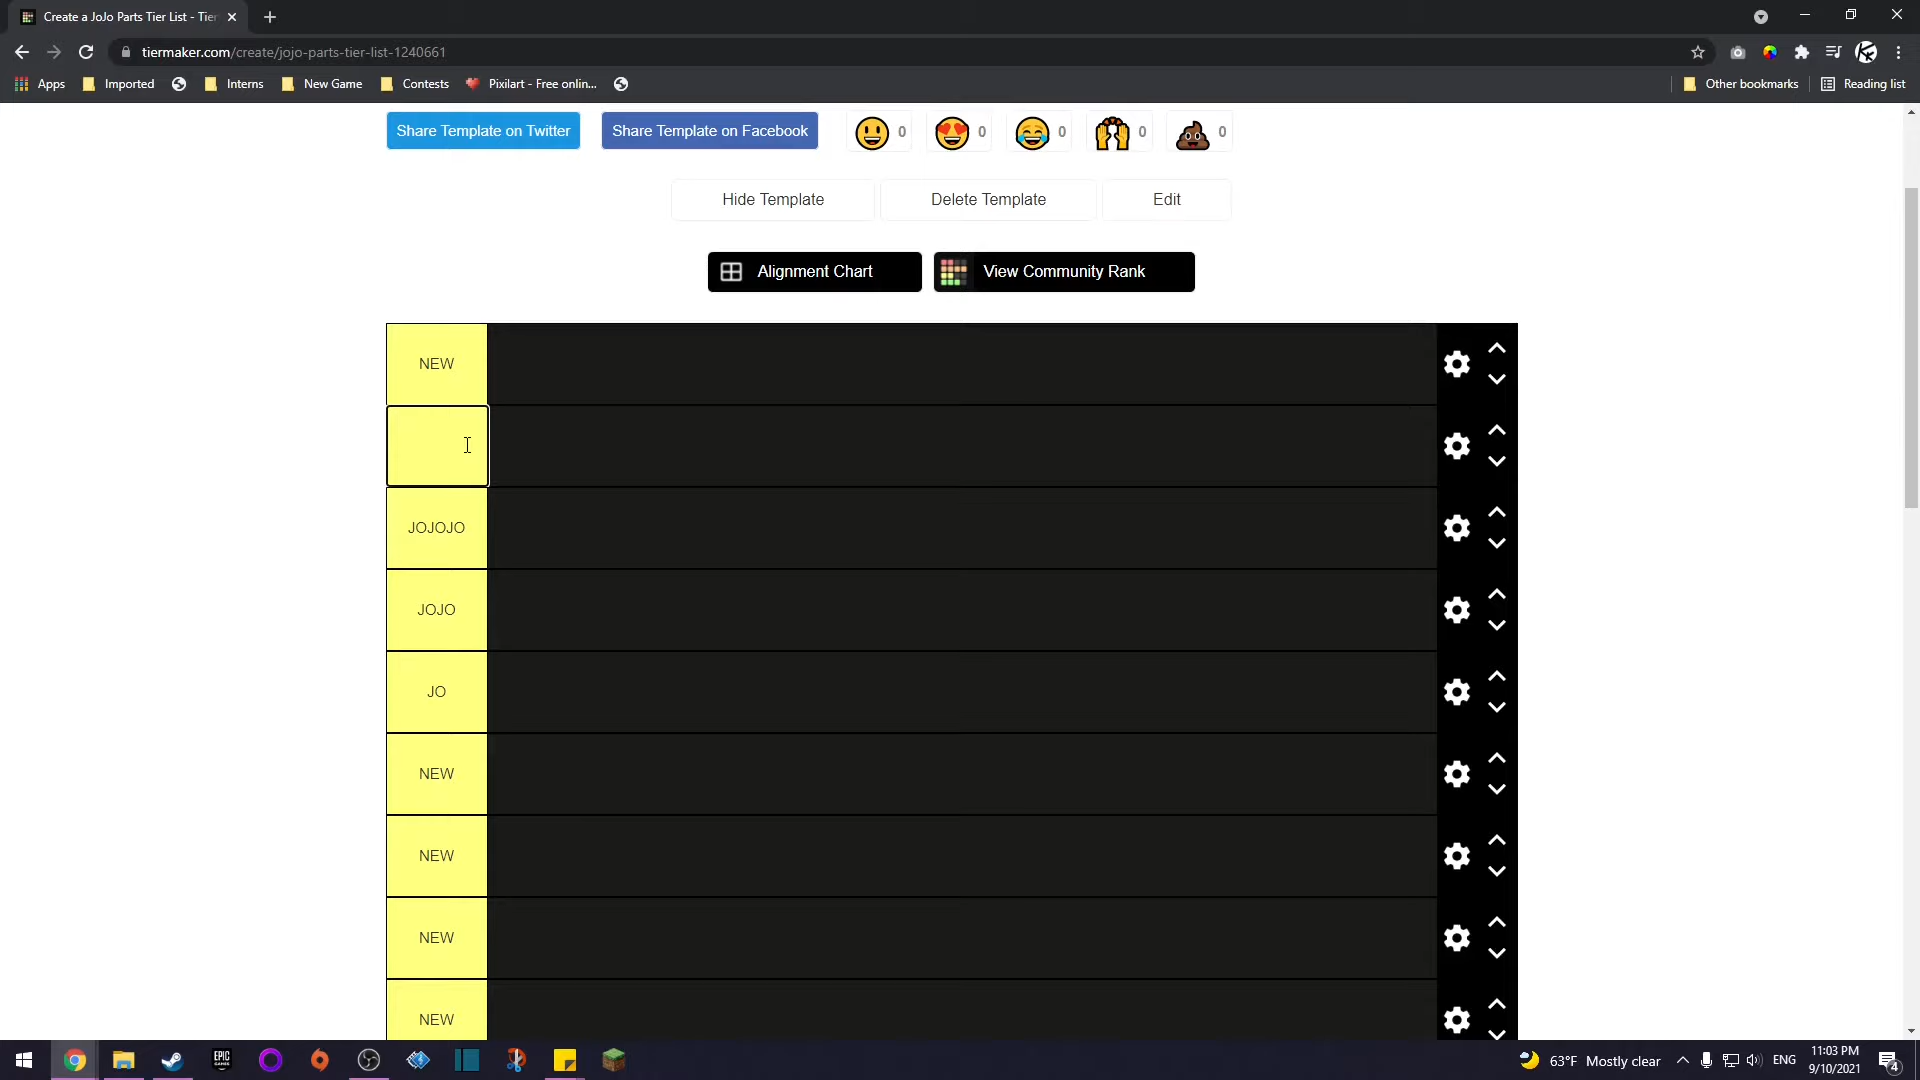 Create a JoJo Parts Tier List - Tier
tiermaker.com/create/jojo-parts-tier-list-1240661
Apps
Imported
Interns
New Game
Contests
Pixilart - Free onlin...
Other bookmarks
Reading list
Share Template on Twitter
Share Template on Facebook
0
0
0
0
0
Hide Template
Delete Template
Edit
Alignment Chart
View Community Rank
NEW
JOJOJO
JOJO
JO
NEW
NEW
NEW
NEW
EPIC
GAMES
63°F Mostly clear
ENG
11:03 PM
9/10/2021
4